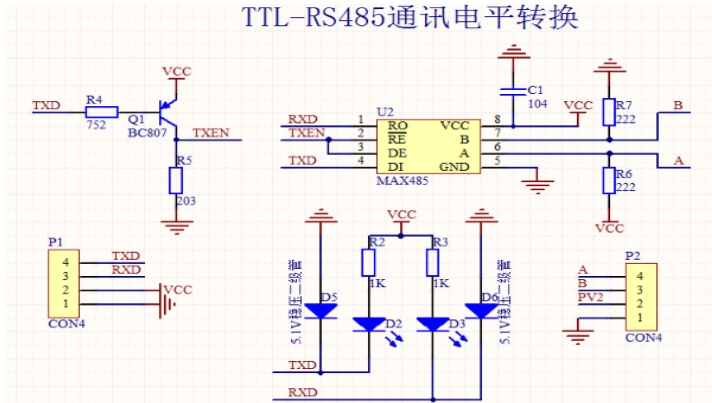 TTL-RS485通讯电平转换
VCC
TXD
R4
752
Q1
BC807
TXEN
R5
203
C1
104
VCC
R7
222
B
U2
RXD 1 RO VCC 8
TXEN 2 RE B 7
3 DE A 6
TXD 4 DI GND 5
MAX485
A
R6
222
VCC
P1
4 TXD
3 RXD
2 VCC
1
CON4
VCC
R2
1K
R3
1K
5.1V稳压二级管
D5
D2
D3
D6
5.1V稳压二级管
TXD
RXD
P2
A 4
B 3
PV2 2
1
CON4